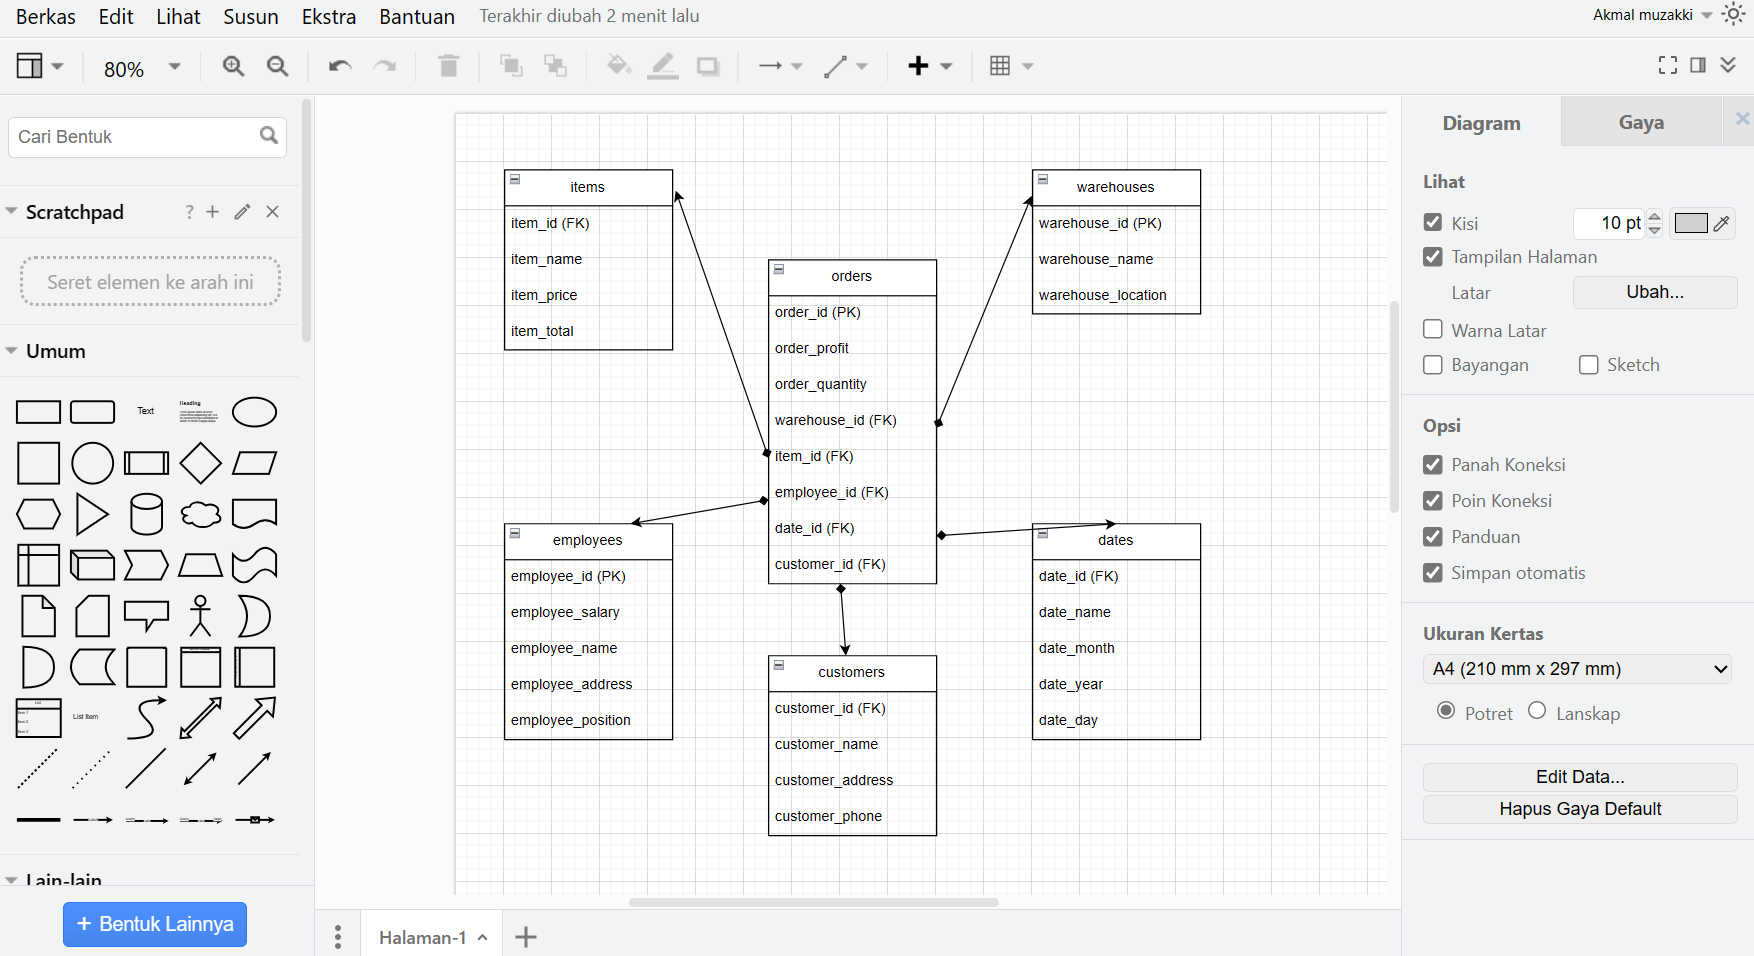 Berkas Edit Lihat Susun Ekstra Bantuan Terakhir diubah 2 menit lalu Akmal muzakki
80%
Cari Bentuk
Scratchpad ?
Seret elemen ke arah ini
Umum
Text
Heading
List
Item 1
Item 2
Item 3
List Item
Lain-lain
+ Bentuk Lainnya
items
item_id (FK)
item_name
item_price
item_total
orders
order_id (PK)
order_profit
order_quantity
warehouse_id (FK)
item_id (FK)
employee_id (FK)
date_id (FK)
customer_id (FK)
warehouses
warehouse_id (PK)
warehouse_name
warehouse_location
employees
employee_id (PK)
employee_salary
employee_name
employee_address
employee_position
customers
customer_id (FK)
customer_name
customer_address
customer_phone
dates
date_id (FK)
date_name
date_month
date_year
date_day
Halaman-1
Diagram Gaya
Lihat
Kisi 10 pt
Tampilan Halaman
Latar Ubah...
Warna Latar
Bayangan Sketch
Opsi
Panah Koneksi
Poin Koneksi
Panduan
Simpan otomatis
Ukuran Kertas
A4 (210 mm x 297 mm)
Potret Lanskap
Edit Data...
Hapus Gaya Default